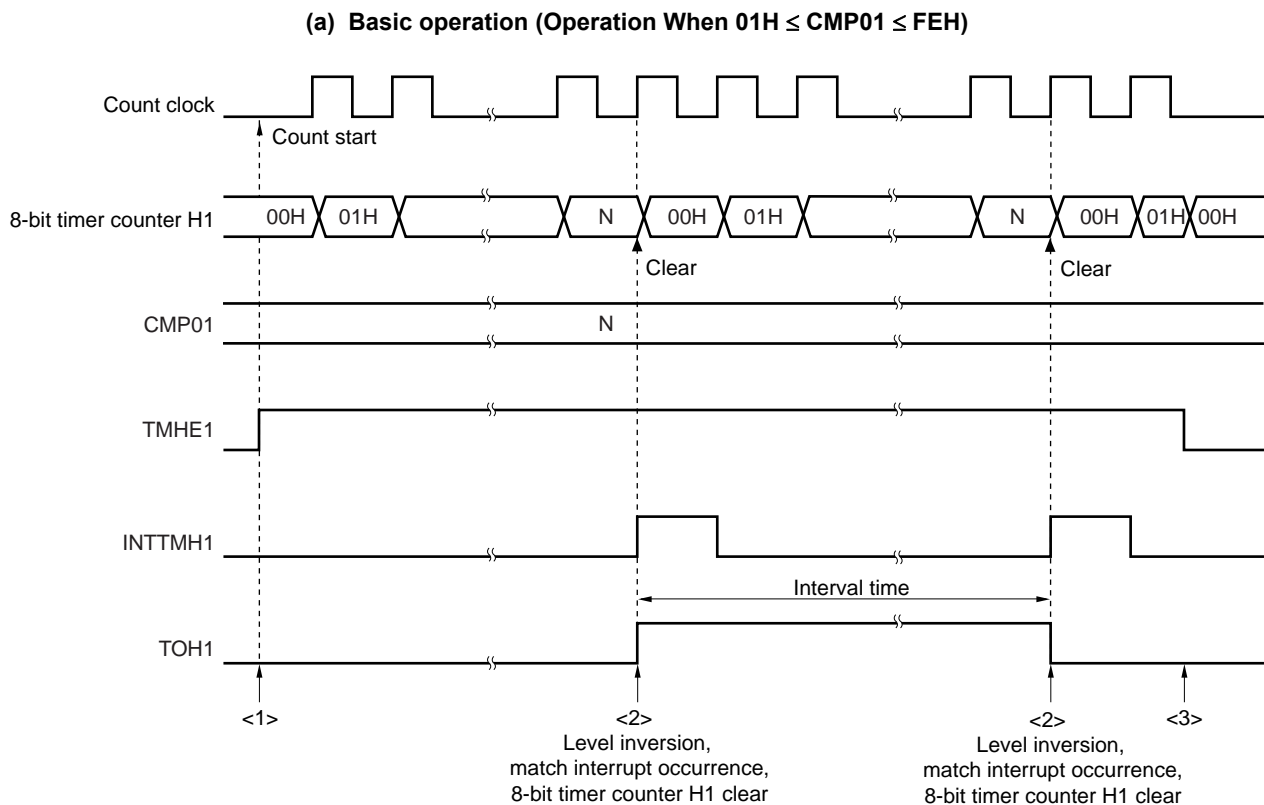 (a) Basic operation (Operation When 01H ≤ CMP01 ≤ FEH)
Count clock
Count start
8-bit timer counter H1
00H 01H N 00H 01H N 00H 01H 00H
Clear Clear
CMP01
N
TMHE1
INTTMH1
Interval time
TOH1
<1> <2> <2> <3>
Level inversion,
match interrupt occurrence,
8-bit timer counter H1 clear
Level inversion,
match interrupt occurrence,
8-bit timer counter H1 clear